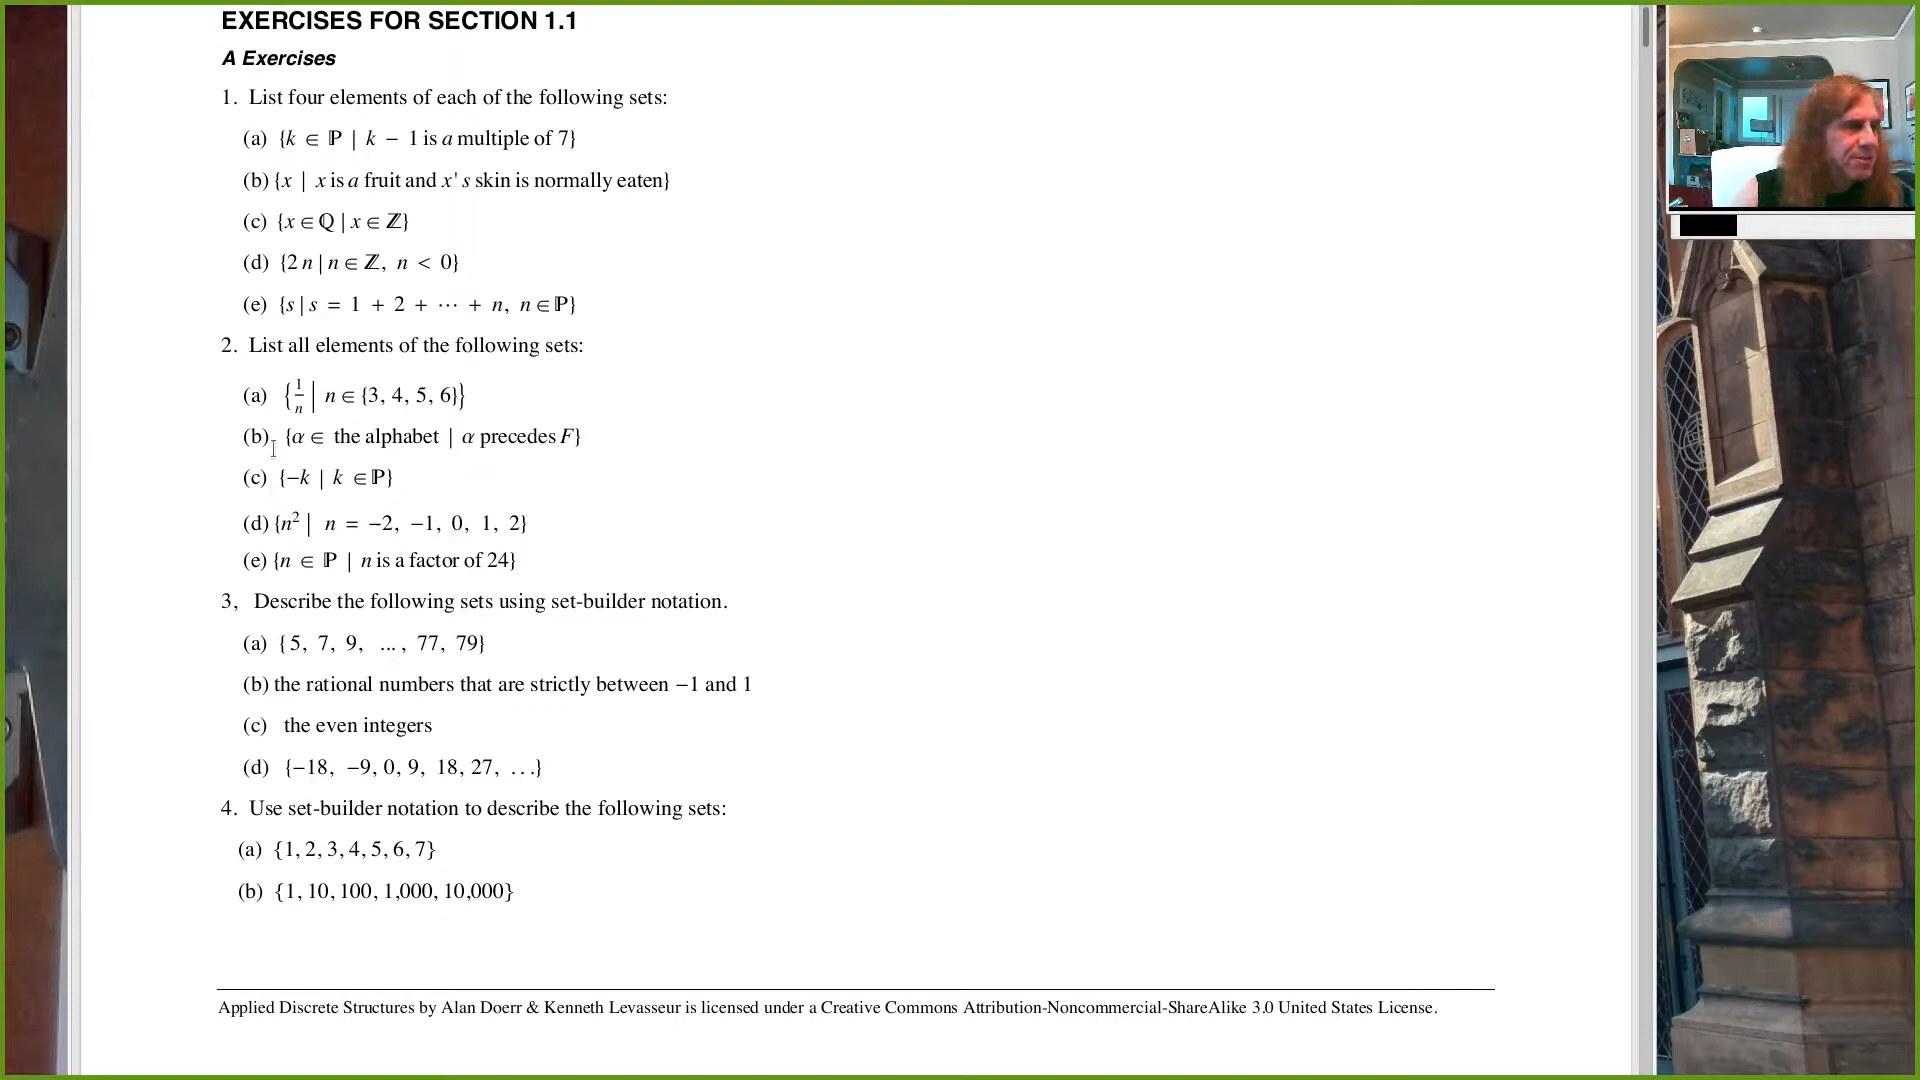 EXERCISES FOR SECTION 1.1
A Exercises
1. List four elements of each of the following sets:
(a) {k ∈ ℙ | k − 1 is a multiple of 7}
(b) {x | x is a fruit and x' s skin is normally eaten}
(c) {x ∈ ℚ | x ∈ ℤ}
(d) {2 n | n ∈ ℤ, n < 0}
(e) {s | s = 1 + 2 + ⋯ + n, n ∈ ℙ}
2. List all elements of the following sets:
(a) {1/n | n ∈ {3, 4, 5, 6}}
(b) {α ∈ the alphabet | α precedes F}
(c) {−k | k ∈ ℙ}
(d) {n² | n = −2, −1, 0, 1, 2}
(e) {n ∈ ℙ | n is a factor of 24}
3, Describe the following sets using set-builder notation.
(a) {5, 7, 9, ... , 77, 79}
(b) the rational numbers that are strictly between −1 and 1
(c) the even integers
(d) {−18, −9, 0, 9, 18, 27, . . .}
4. Use set-builder notation to describe the following sets:
(a) {1, 2, 3, 4, 5, 6, 7}
(b) {1, 10, 100, 1,000, 10,000}
Applied Discrete Structures by Alan Doerr & Kenneth Levasseur is licensed under a Creative Commons Attribution-Noncommercial-ShareAlike 3.0 United States License.